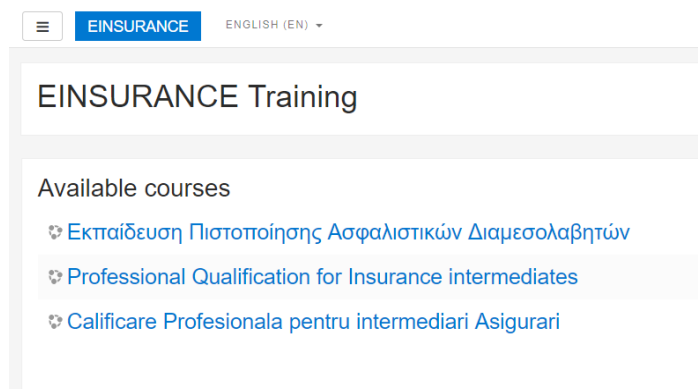 EINSURANCE ENGLISH (EN)
EINSURANCE Training
Available courses
Εκπαίδευση Πιστοποίησης Ασφαλιστικών Διαμεσολαβητών
Professional Qualification for Insurance intermediates
Calificare Profesionala pentru intermediari Asigurari